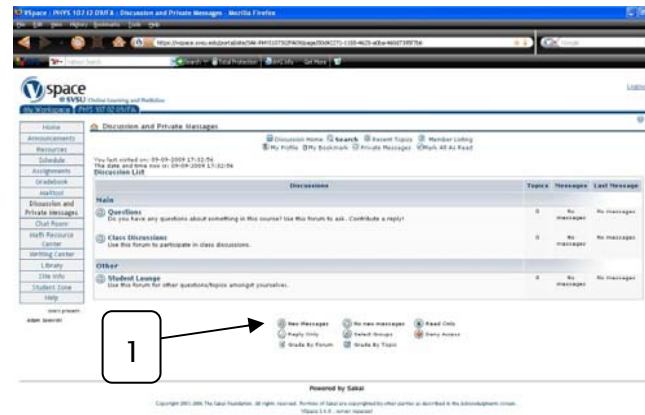 VSpace : PHYS 107 02 09/FA : Discussion and Private Messages - Mozilla Firefox
vspace
@ SVSU Online Learning and Portfolios
My Workspace PHYS 107 02 09/FA
Home
Announcements
Resources
Schedule
Assignments
Gradebook
Mailtool
Discussion and
Private Messages
Chat Room
Math Resource
Center
Writing Center
Library
Site Info
Student Zone
Help
Users present:
Discussion and Private Messages
Discussion Home Search Recent Topics Member Listing
My Profile My Bookmark Private Messages Mark All As Read
You last visited on: 09-09-2009 17:32:56
The date and time now is: 09-09-2009 17:32:56
Discussion List
Discussions Topics Messages Last Message
Main
Questions 0 No messages No messages
Do you have any questions about something in this course? Use this forum to ask. Contribute a reply!
Class Discussions 0 No messages No messages
Use this forum to participate in class discussions.
Other
Student Lounge 0 No messages No messages
Use this forum for other questions/topics amongst yourselves.
New Messages No new messages Read Only
Reply Only Select Groups Deny Access
Grade By Forum Grade By Topic
1
Powered by Sakai